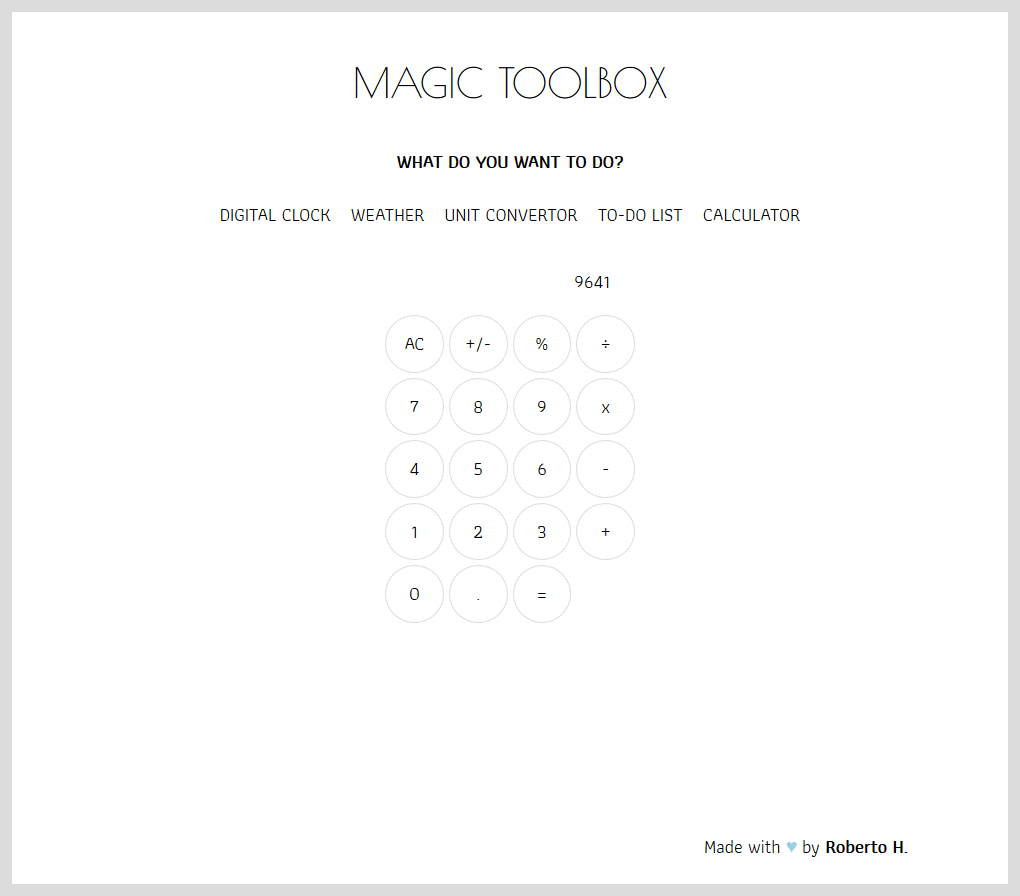 MAGIC TOOLBOX
WHAT DO YOU WANT TO DO?
DIGITAL CLOCK WEATHER UNIT CONVERTOR TO-DO LIST CALCULATOR
9641
AC +/- % ÷
7 8 9 x
4 5 6 -
1 2 3 +
0 . =
Made with ♥ by Roberto H.